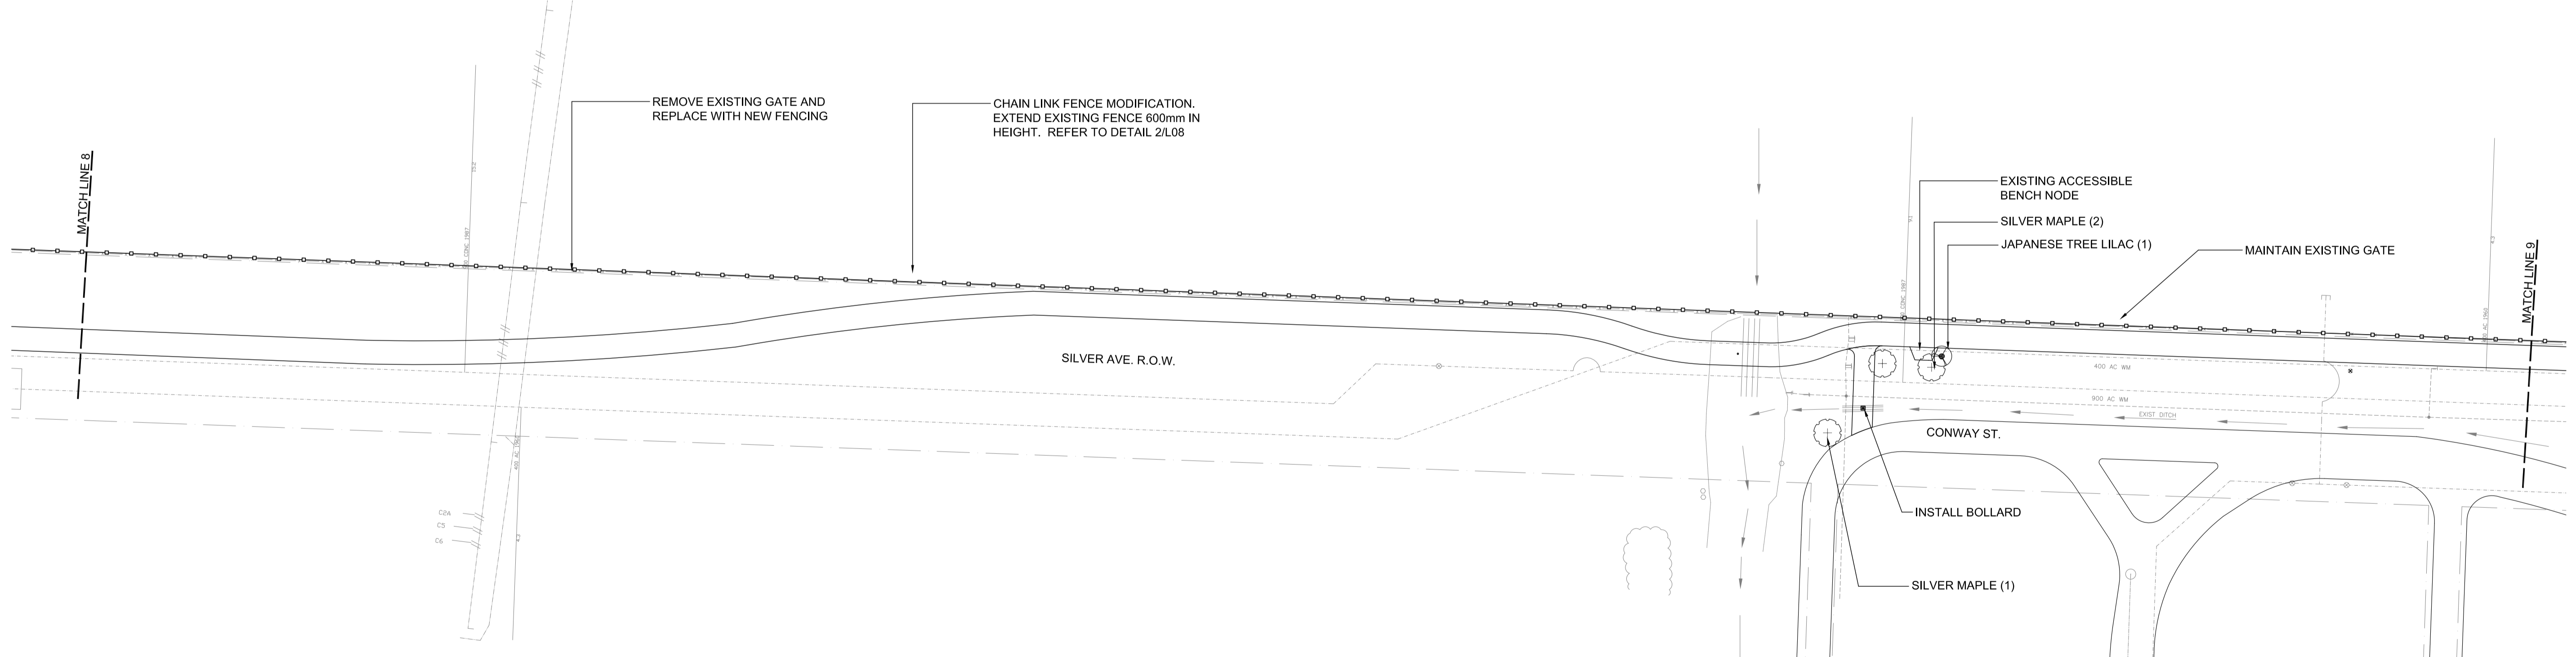 REMOVE EXISTING GATE AND
REPLACE WITH NEW FENCING
CHAIN LINK FENCE MODIFICATION.
EXTEND EXISTING FENCE 600mm IN
HEIGHT. REFER TO DETAIL 2/L08
MATCH LINE 8
EXISTING ACCESSIBLE
BENCH NODE
SILVER MAPLE (2)
JAPANESE TREE LILAC (1)
MAINTAIN EXISTING GATE
MATCH LINE 9
SILVER AVE. R.O.W.
400 AC WM
900 AC WM
EXIST DITCH
CONWAY ST.
INSTALL BOLLARD
SILVER MAPLE (1)
C2A
C5
C6